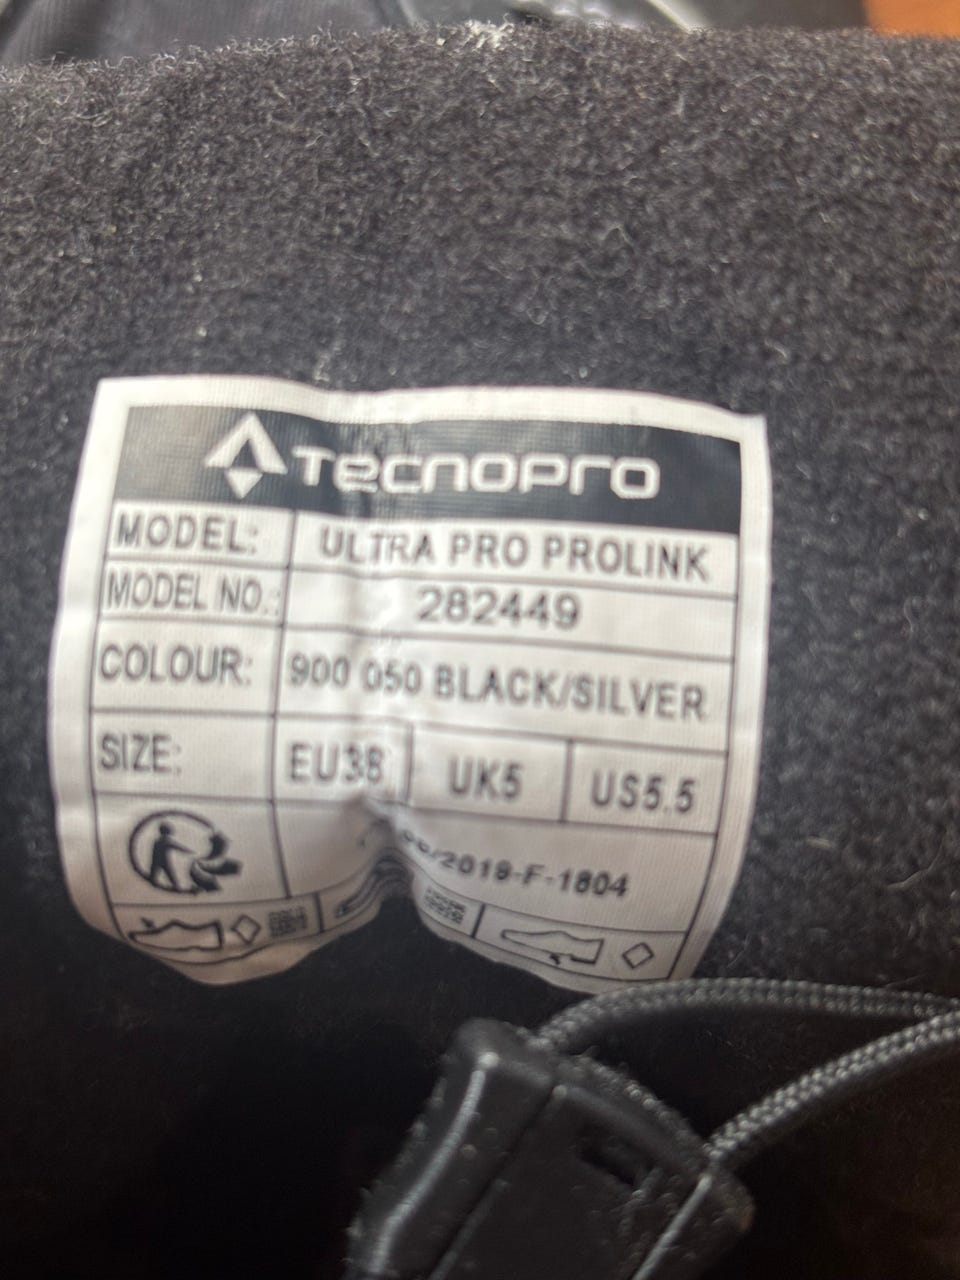 TECNOPRO
MODEL: ULTRA PRO PROLINK
MODEL NO.: 282449
COLOUR: 900 050 BLACK/SILVER
SIZE: EU38 UK5 US5.5
/2019-F-1804